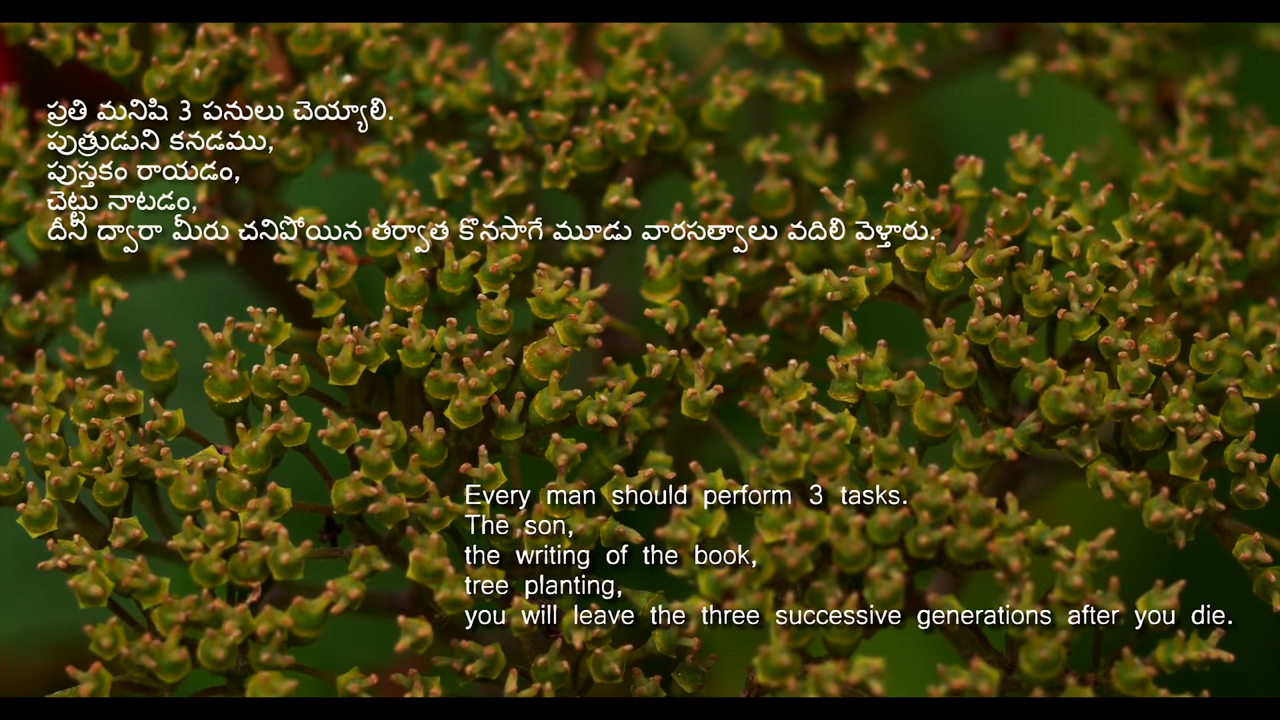 ప్రతి మనిషి 3 పనులు చెయ్యాలి.
పుత్రుడుని కనడము,
పుస్తకం రాయడం,
చెట్టు నాటడం,
దీని ద్వారా మీరు చనిపోయిన తర్వాత కొనసాగే మూడు వారసత్వాలు వదిలి వెళ్తారు.
Every man should perform 3 tasks.
The son,
the writing of the book,
tree planting,
you will leave the three successive generations after you die.